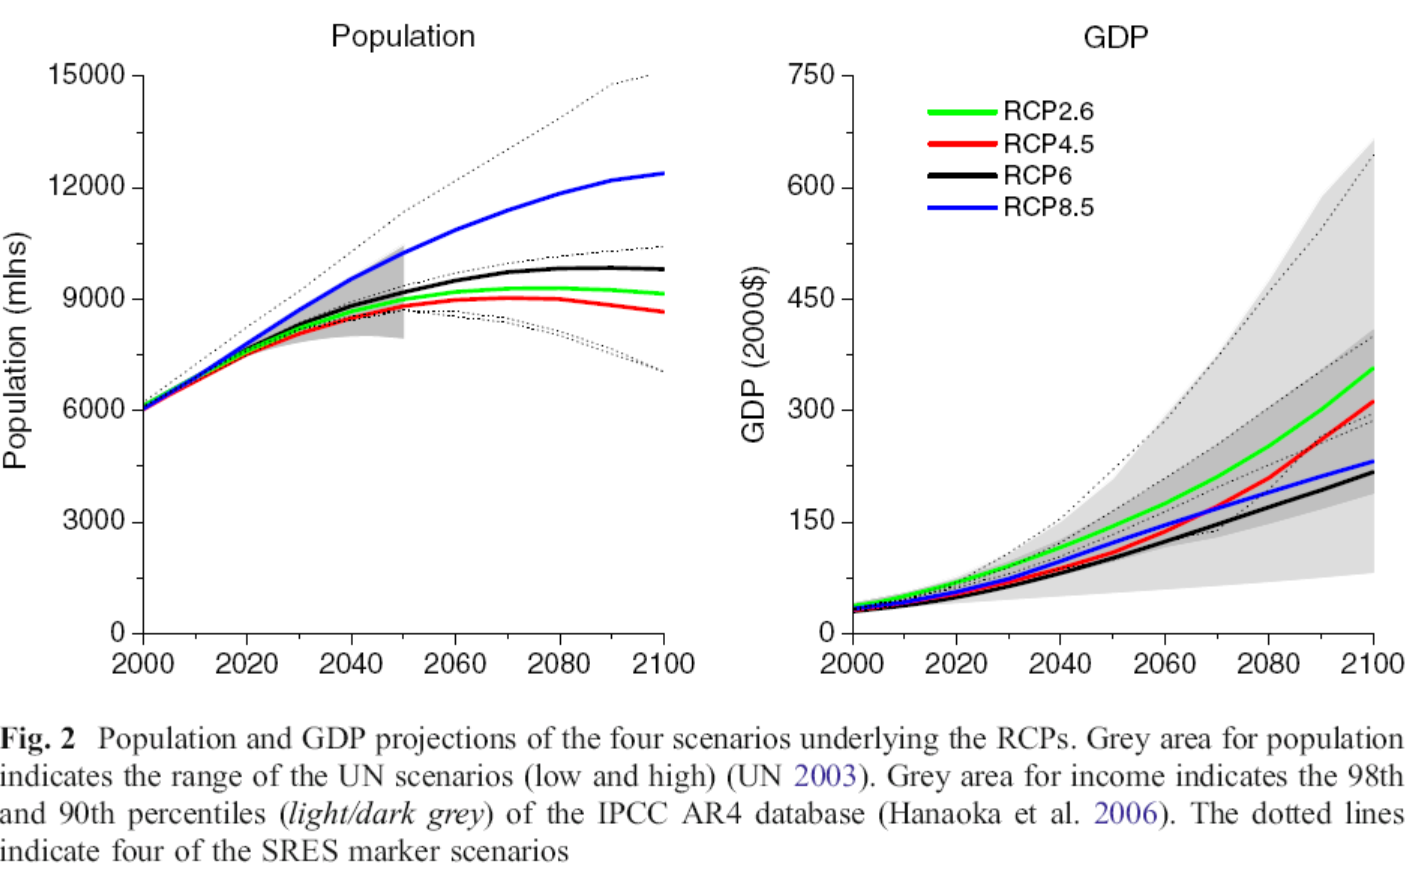 Population
GDP
15000
12000
9000
6000
3000
0
Population (mlns)
2000 2020 2040 2060 2080 2100
750
600
450
300
150
0
GDP (2000$)
RCP2.6
RCP4.5
RCP6
RCP8.5
2000 2020 2040 2060 2080 2100
Fig. 2 Population and GDP projections of the four scenarios underlying the RCPs. Grey area for population
indicates the range of the UN scenarios (low and high) (UN 2003). Grey area for income indicates the 98th
and 90th percentiles (light/dark grey) of the IPCC AR4 database (Hanaoka et al. 2006). The dotted lines
indicate four of the SRES marker scenarios